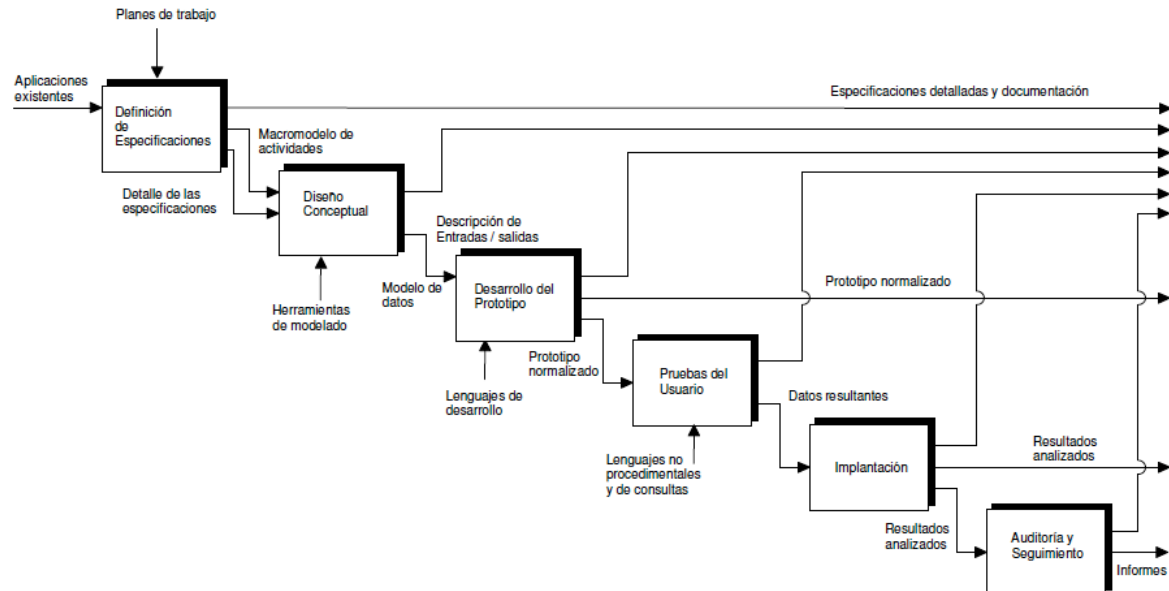 Planes de trabajo
Aplicaciones
existentes
Definición
de
Especificaciones
Especificaciones detalladas y documentación
Macromodelo de
actividades
Detalle de las
especificaciones
Diseño
Conceptual
Descripción de
Entradas / salidas
Modelo de
datos
Herramientas
de modelado
Desarrollo del
Prototipo
Prototipo normalizado
Prototipo
normalizado
Lenguajes de
desarrollo
Pruebas del
Usuario
Datos resultantes
Lenguajes no
procedimentales
y de consultas
Implantación
Resultados
analizados
Resultados
analizados
Auditoría y
Seguimiento
Informes